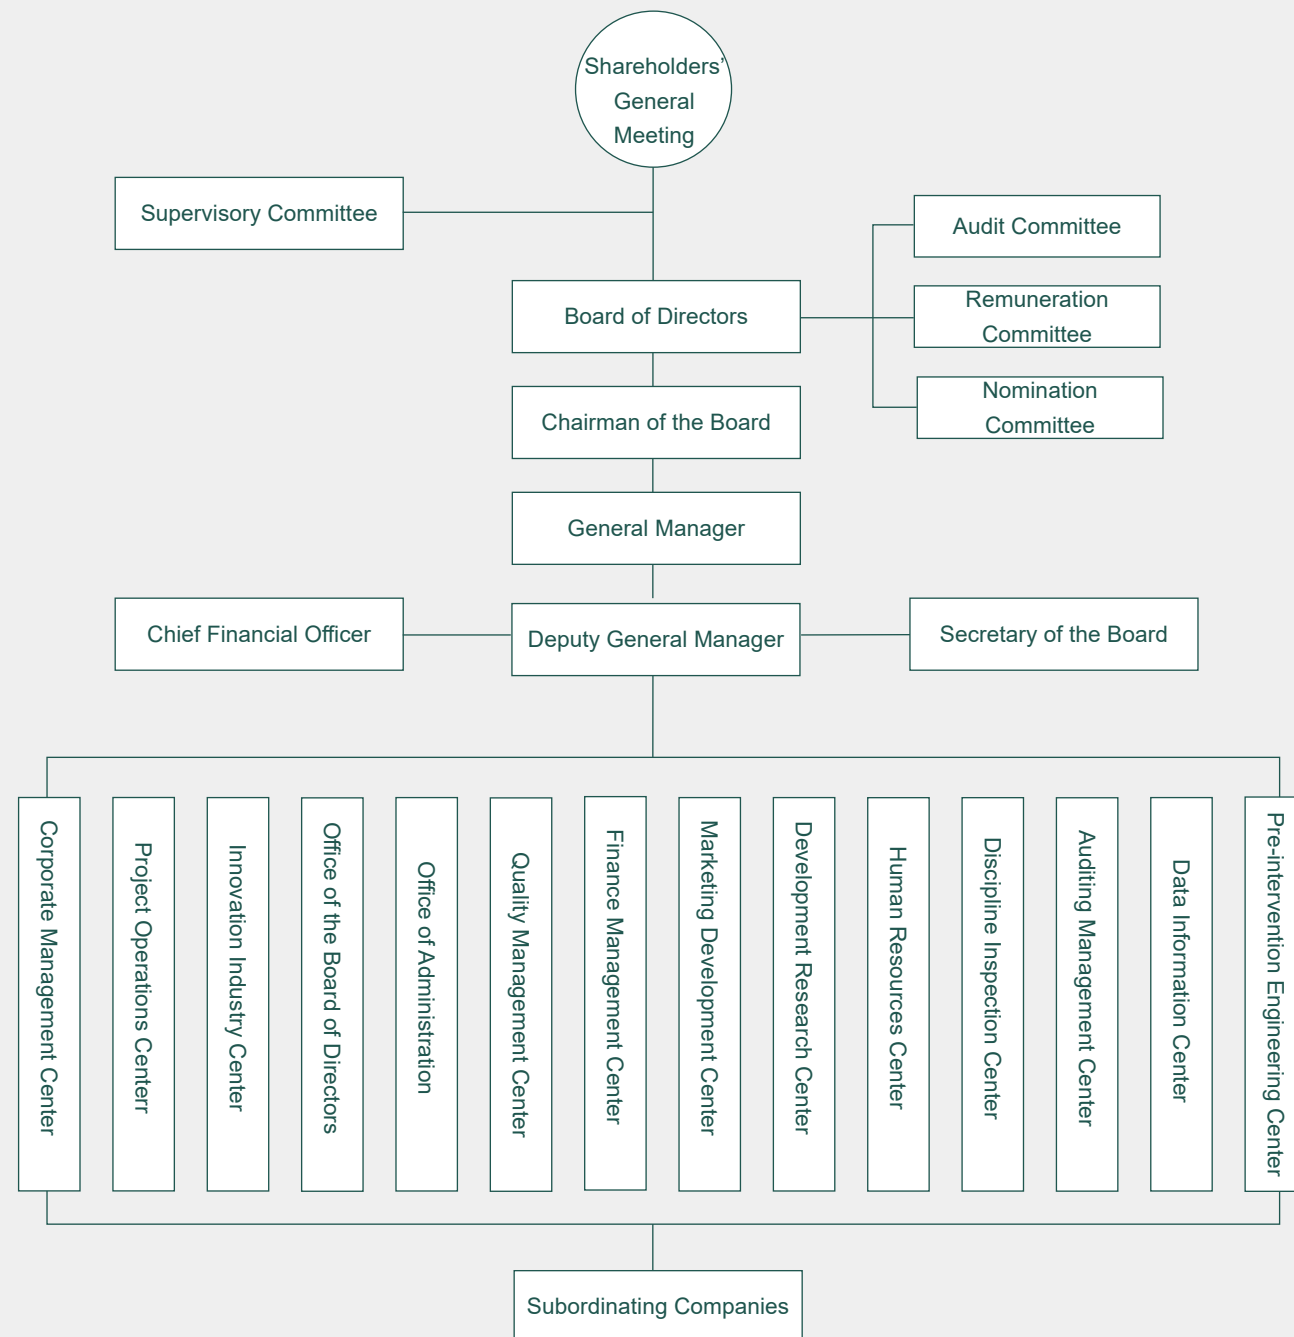 Shareholders’
General
Meeting
Supervisory Committee
Audit Committee
Remuneration
Committee
Board of Directors
Nomination
Committee
Chairman of the Board
General Manager
Chief Financial Officer
Deputy General Manager
Secretary of the Board
Corporate Management Center
Project Operations Centerr
Innovation Industry Center
Office of the Board of Directors
Office of Administration
Quality Management Center
Finance Management Center
Marketing Development Center
Development Research Center
Human Resources Center
Discipline Inspection Center
Auditing Management Center
Data Information Center
Pre-intervention Engineering Center
Subordinating Companies